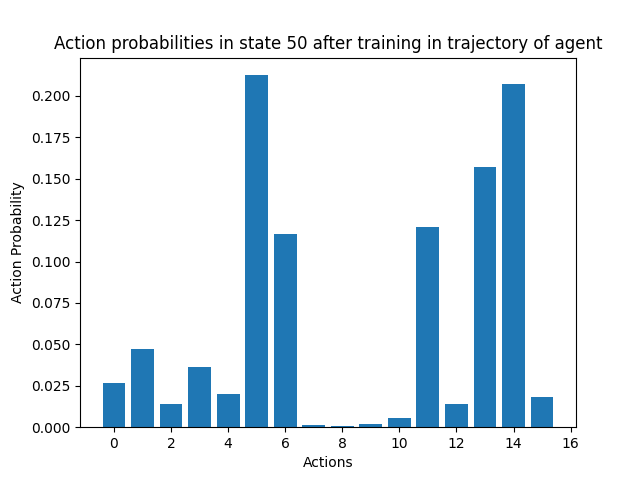 Action probabilities in state 50 after training in trajectory of agent
0.200
0.175
0.150
0.125
0.100
0.075
0.050
0.025
0.000
Action Probability
0 2 4 6 8 10 12 14 16
Actions